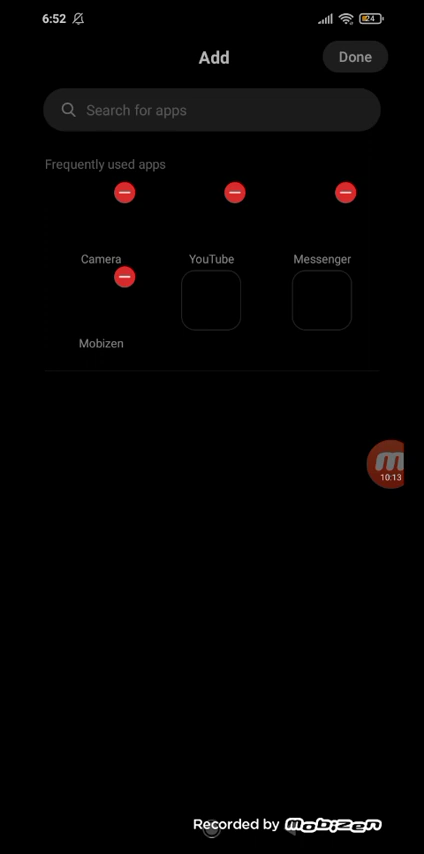 6:52 24
Add
Done
Search for apps
Frequently used apps
Camera YouTube Messenger
Mobizen
m
10:13
Recorded by mobizen